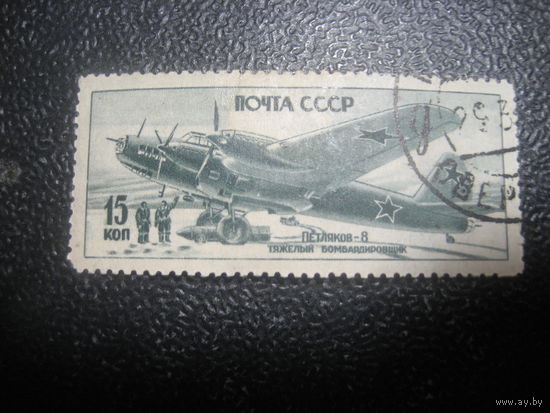 ПОЧТА СССР
15
КОП
ПЕТЛЯКОВ-8
ТЯЖЕЛЫЙ БОМБАРДИРОВЩИК
www.ay.by